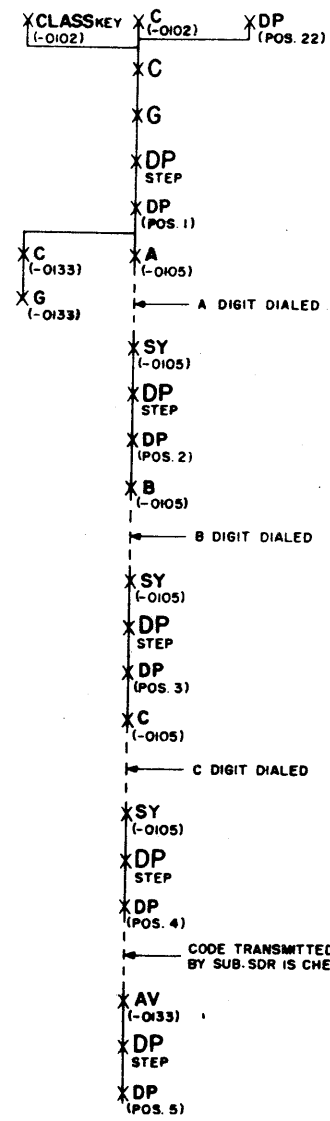 CLASS KEY
(-0102)
C
(-0102)
DP
(POS. 22)
C
G
DP
STEP
DP
(POS. 1)
C
(-0133)
G
(-0133)
A
(-0105)
A DIGIT DIALED
SY
(-0105)
DP
STEP
DP
(POS. 2)
B
(-0105)
B DIGIT DIALED
SY
(-0105)
DP
STEP
DP
(POS. 3)
C
(-0105)
C DIGIT DIALED
SY
(-0105)
DP
STEP
DP
(POS. 4)
CODE TRANSMITTED
BY SUB. SDR IS CHE
AV
(-0133)
DP
STEP
DP
(POS. 5)